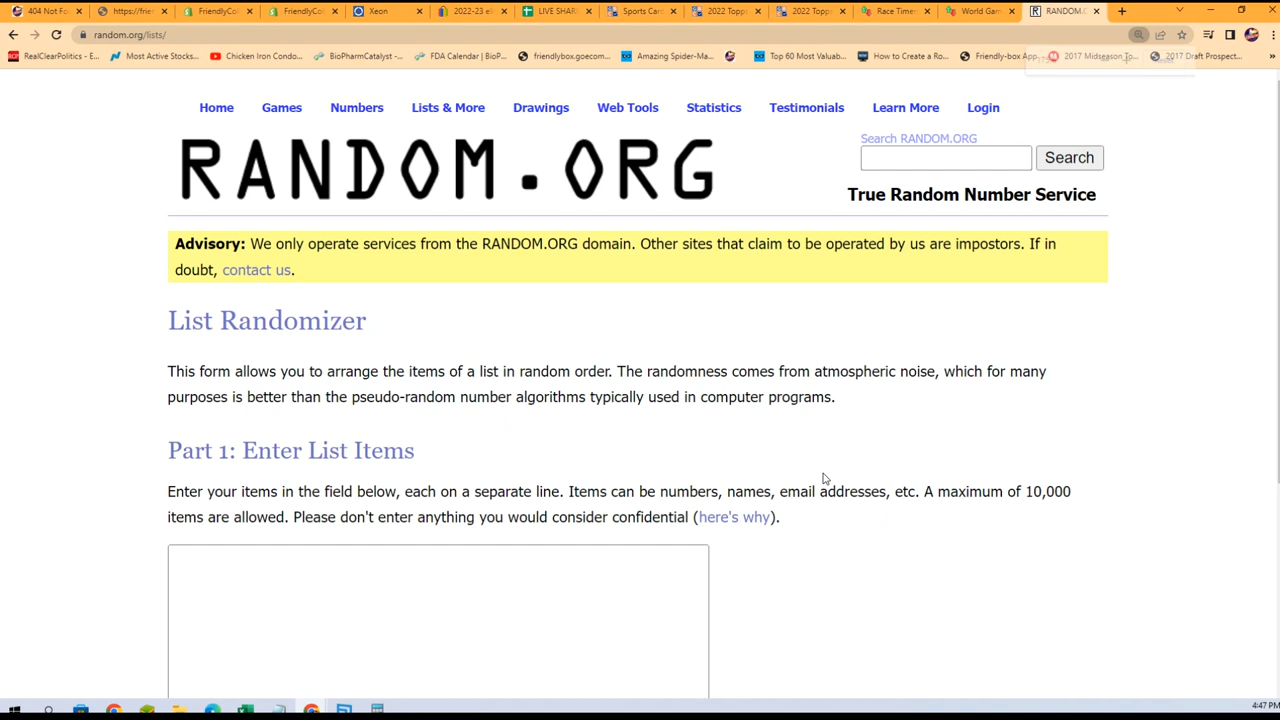 404 Not Fo
https://frie
FriendlyCo
FriendlyCo
Xeon
2022-23 e
LIVE SHAR
Sports Car
2022 Topp
2022 Topp
Race Time
World Gam
RANDOM.O
random.org/lists/
RealClearPolitics - E...
Most Active Stocks...
Chicken Iron Condo...
BioPharmCatalyst - ...
FDA Calendar | BioP...
friendlybox.goecom...
Amazing Spider-Ma...
Top 60 Most Valuab...
How to Create a Ro...
Friendly-box App...
2017 Midseason To...
2017 Draft Prospect...
Home Games Numbers Lists & More Drawings Web Tools Statistics Testimonials Learn More Login
RANDOM.ORG
Search RANDOM.ORG
Search
True Random Number Service
Advisory: We only operate services from the RANDOM.ORG domain. Other sites that claim to be operated by us are impostors. If in
doubt, contact us.
List Randomizer
This form allows you to arrange the items of a list in random order. The randomness comes from atmospheric noise, which for many
purposes is better than the pseudo-random number algorithms typically used in computer programs.
Part 1: Enter List Items
Enter your items in the field below, each on a separate line. Items can be numbers, names, email addresses, etc. A maximum of 10,000
items are allowed. Please don't enter anything you would consider confidential (here's why).
4:47 PM